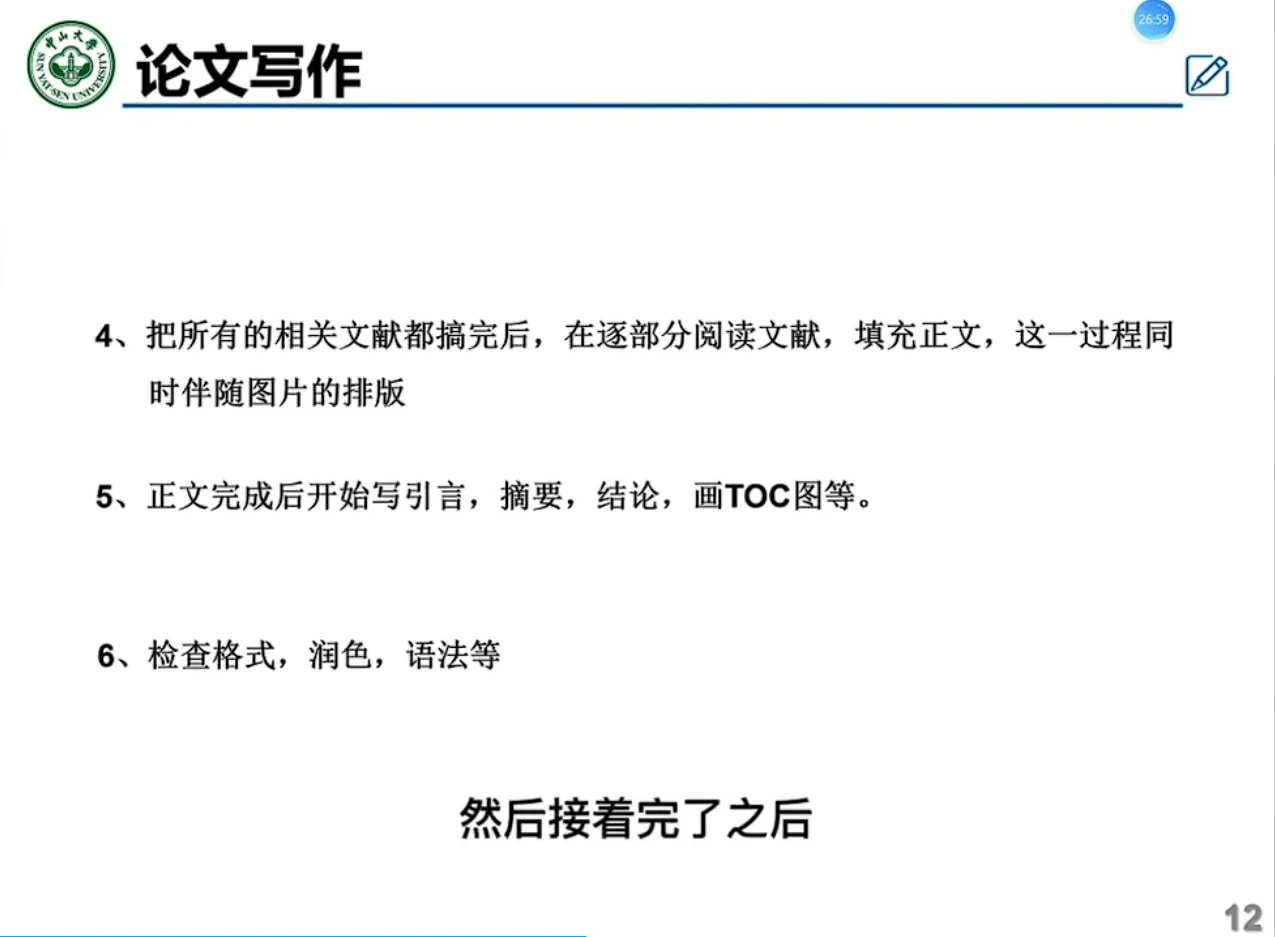 26:59
中山大学
SUN YAT-SEN UNIVERSITY
论文写作
4、把所有的相关文献都搞完后，在逐部分阅读文献，填充正文，这一过程同
时伴随图片的排版
5、正文完成后开始写引言，摘要，结论，画TOC图等。
6、检查格式，润色，语法等
然后接着完了之后
12